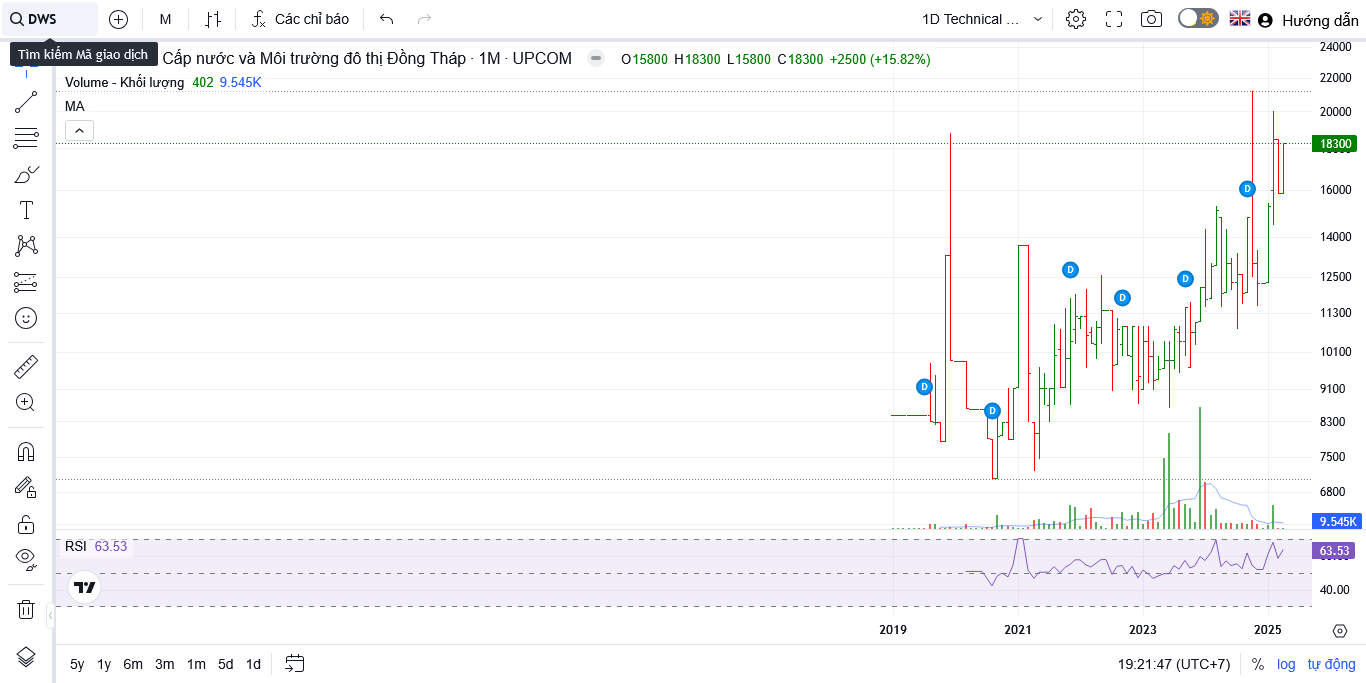 DWS
M
Các chỉ báo
1D Technical ...
Hướng dẫn
Tìm kiếm Mã giao dịch
Cấp nước và Môi trường đô thị Đồng Tháp · 1M · UPCOM
O15800 H18300 L15800 C18300 +2500 (+15.82%)
Volume - Khối lượng 402 9.545K
MA
24000
22000
20000
18300
16000
14000
12500
11300
10100
9100
8300
7500
6800
9.545K
D
D
D
D
D
D
RSI 63.53
63.53
40.00
2019
2021
2023
2025
5y 1y 6m 3m 1m 5d 1d
19:21:47 (UTC+7)
% log tự động